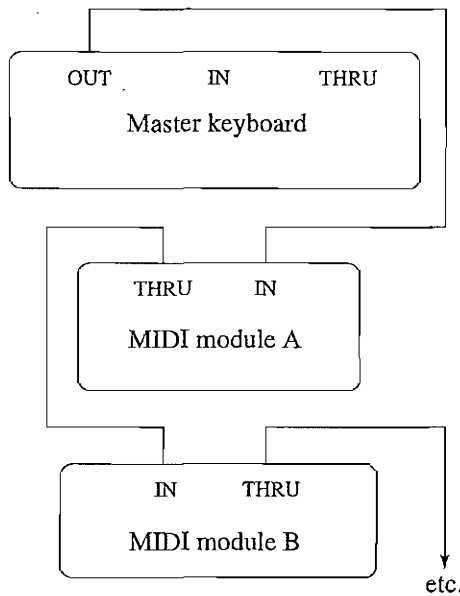 OUT IN THRU
Master keyboard
THRU IN
MIDI module A
IN THRU
MIDI module B
etc.